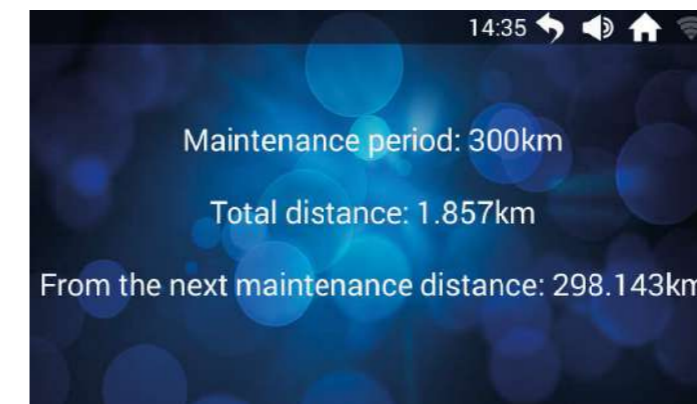 14:35
Maintenance period: 300km
Total distance: 1.857km
From the next maintenance distance: 298.143km